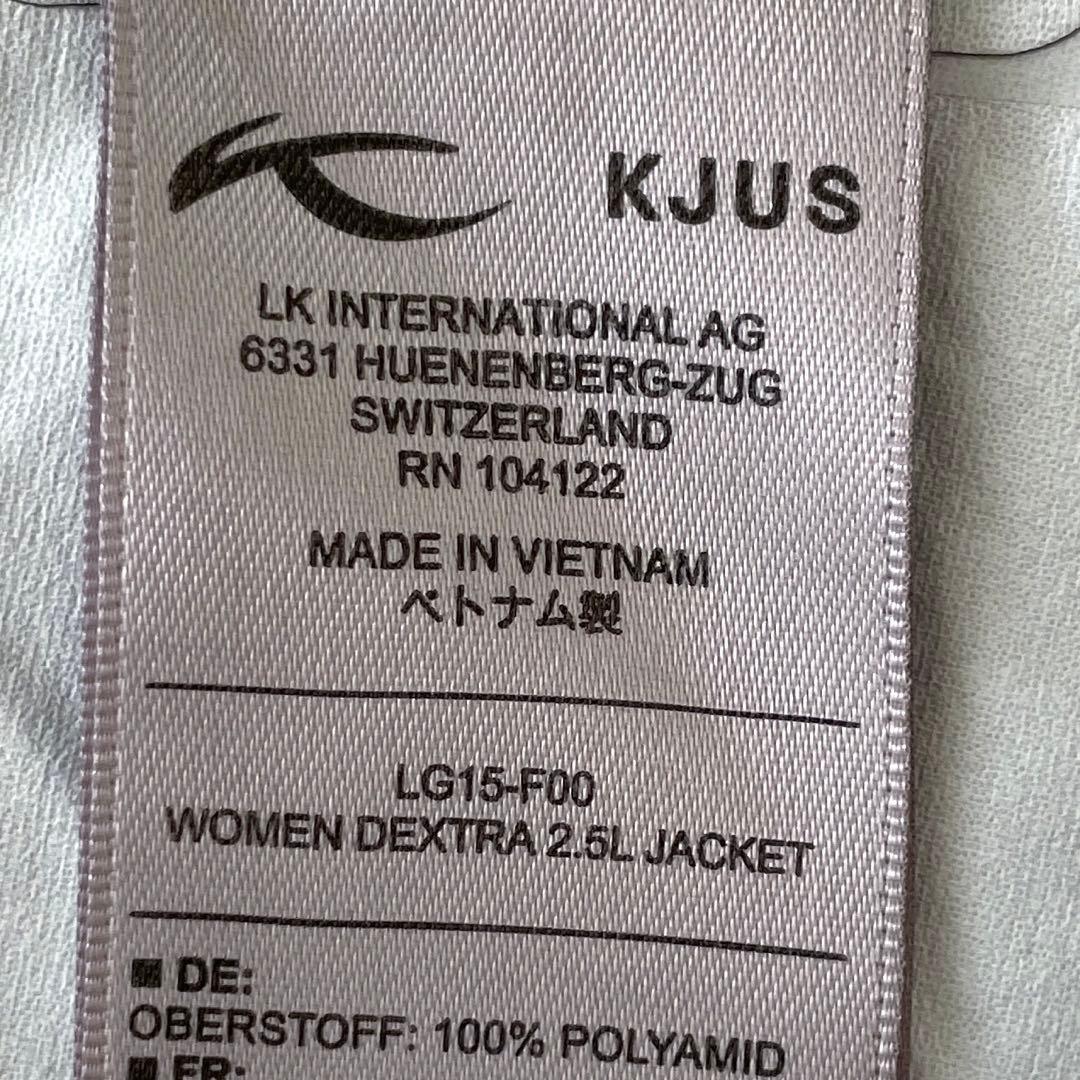 KJUS
LK INTERNATIONAL AG
6331 HUENENBERG-ZUG
SWITZERLAND
RN 104122
MADE IN VIETNAM
ベトナム製
LG15-F00
WOMEN DEXTRA 2.5L JACKET
■ DE:
OBERSTOFF: 100% POLYAMID
■ FR: